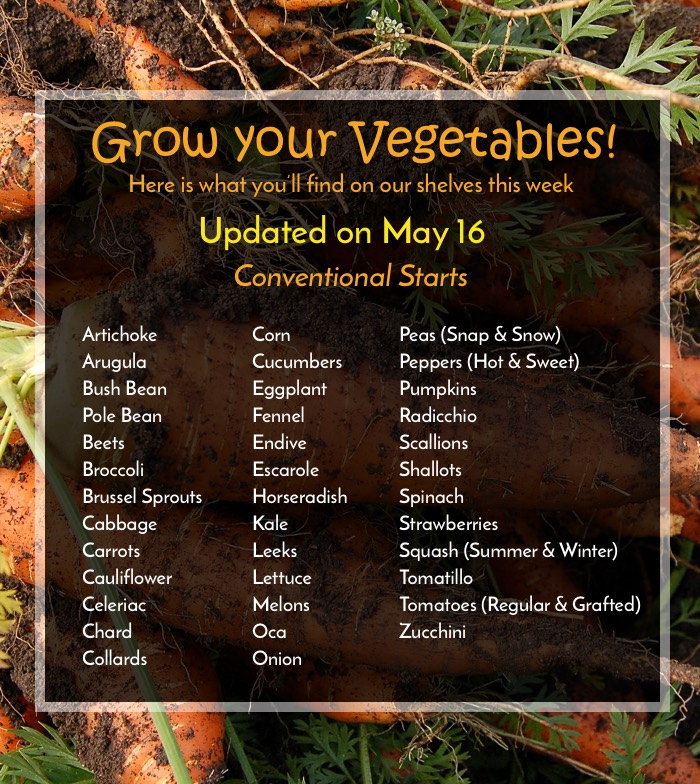 Grow your Vegetables!
Here is what you'll find on our shelves this week
Updated on May 16
Conventional Starts
Artichoke
Arugula
Bush Bean
Pole Bean
Beets
Broccoli
Brussel Sprouts
Cabbage
Carrots
Cauliflower
Celeriac
Chard
Collards
Corn
Cucumbers
Eggplant
Fennel
Endive
Escarole
Horseradish
Kale
Leeks
Lettuce
Melons
Oca
Onion
Peas (Snap & Snow)
Peppers (Hot & Sweet)
Pumpkins
Radicchio
Scallions
Shallots
Spinach
Strawberries
Squash (Summer & Winter)
Tomatillo
Tomatoes (Regular & Grafted)
Zucchini